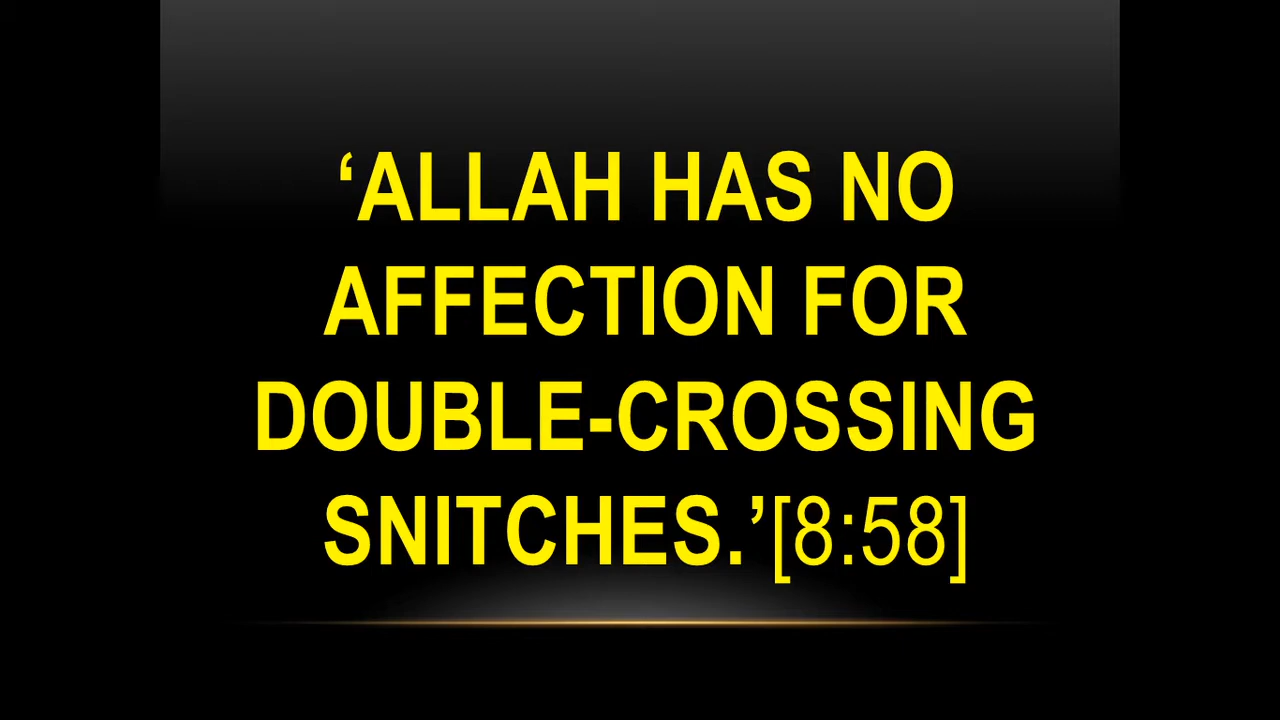 ‘ALLAH HAS NO
AFFECTION FOR
DOUBLE-CROSSING
SNITCHES.’[8:58]